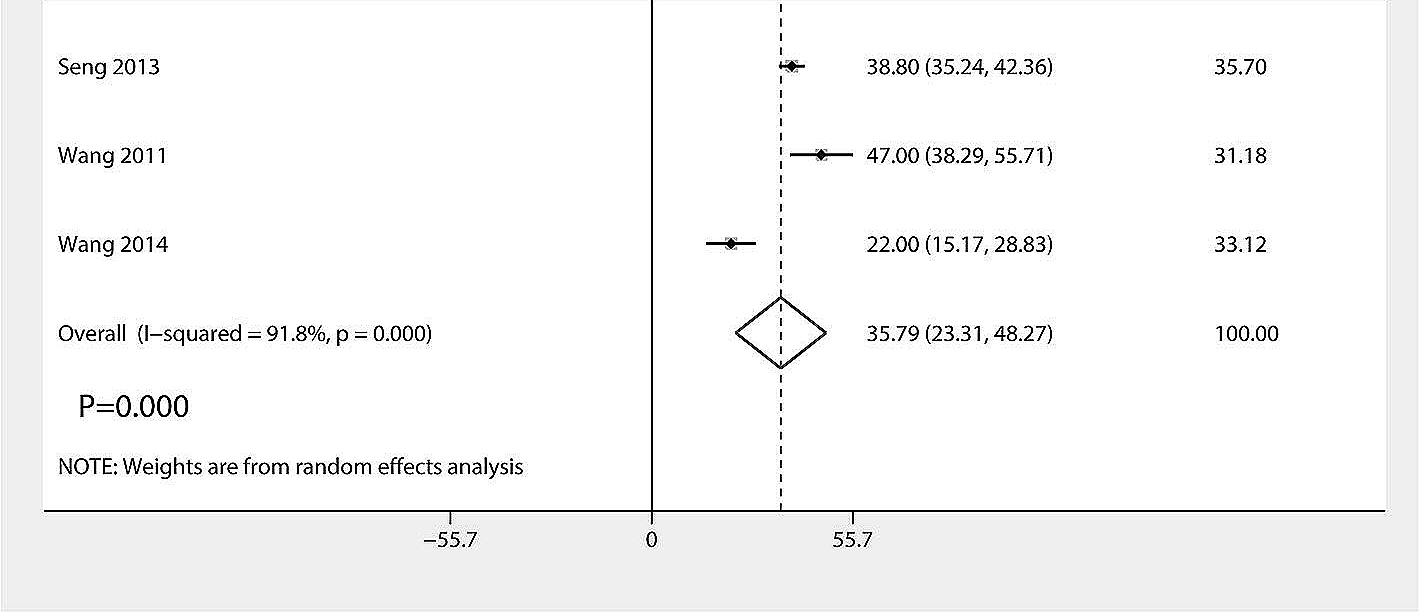 Seng 2013 38.80 (35.24, 42.36) 35.70
Wang 2011 47.00 (38.29, 55.71) 31.18
Wang 2014 22.00 (15.17, 28.83) 33.12
Overall (I−squared = 91.8%, p = 0.000) 35.79 (23.31, 48.27) 100.00
P=0.000
NOTE: Weights are from random effects analysis
−55.7 0 55.7